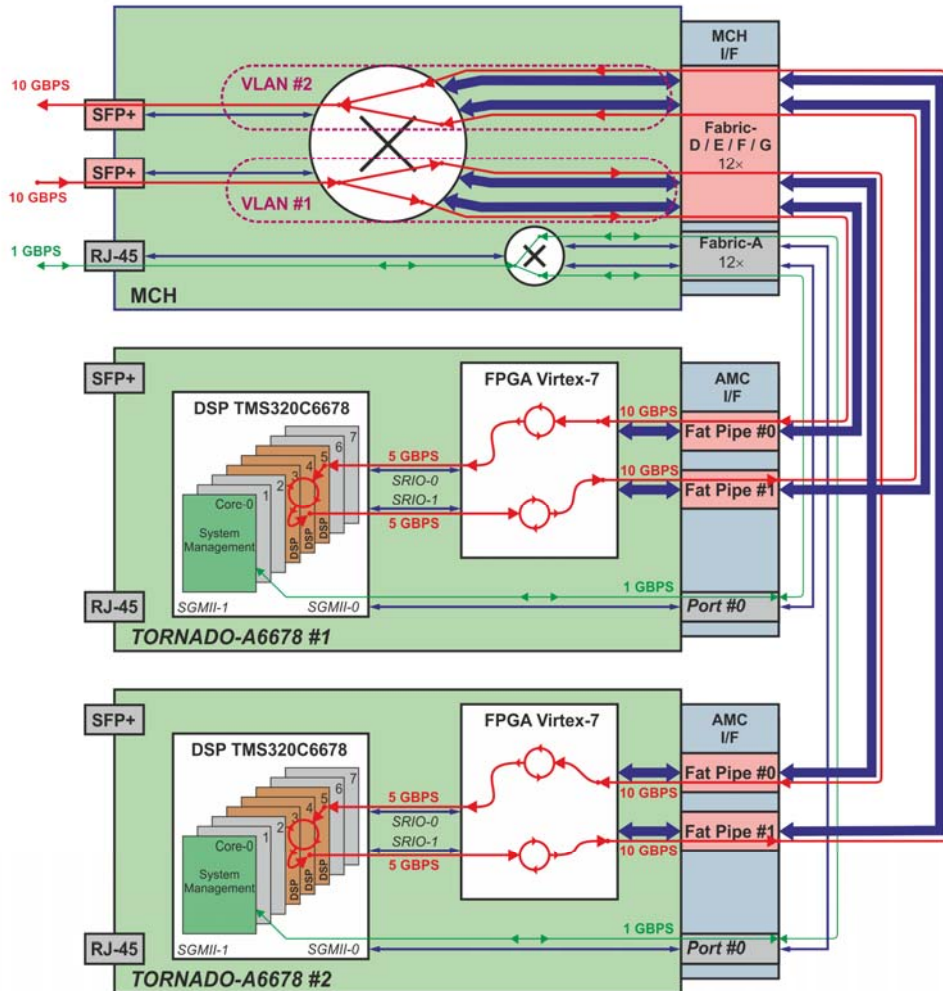 MCH
I/F
10 GBPS
VLAN #2
SFP+
Fabric-
D / E / F / G
12×
SFP+
10 GBPS
VLAN #1
1 GBPS
RJ-45
Fabric-A
12×
MCH
SFP+
FPGA Virtex-7
AMC
I/F
DSP TMS320C6678
10 GBPS
Fat Pipe #0
7
6
5
4
3
2
1
5 GBPS
SRIO-0
10 GBPS
Core-0
SRIO-1
Fat Pipe #1
5 GBPS
System
Management
DSP
DSP
DSP
1 GBPS
RJ-45
SGMII-1
SGMII-0
Port #0
TORNADO-A6678 #1
SFP+
FPGA Virtex-7
AMC
I/F
DSP TMS320C6678
Fat Pipe #0
7
6
5
4
3
2
1
5 GBPS
10 GBPS
SRIO-0
Core-0
SRIO-1
Fat Pipe #1
5 GBPS
10 GBPS
System
Management
DSP
DSP
DSP
1 GBPS
RJ-45
SGMII-1
SGMII-0
Port #0
TORNADO-A6678 #2